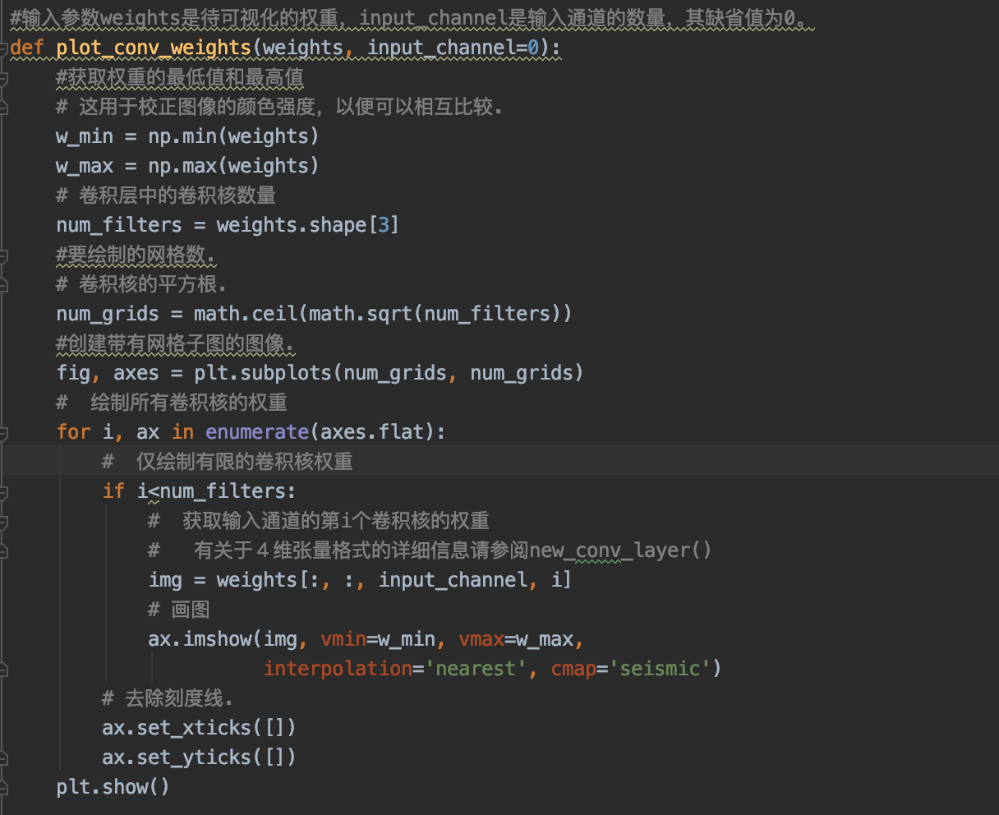 #输入参数weights是待可视化的权重，input_channel是输入通道的数量，其缺省值为0。
def plot_conv_weights(weights, input_channel=0):
    #获取权重的最低值和最高值
    # 这用于校正图像的颜色强度，以便可以相互比较.
    w_min = np.min(weights)
    w_max = np.max(weights)
    # 卷积层中的卷积核数量
    num_filters = weights.shape[3]
    #要绘制的网格数.
    # 卷积核的平方根.
    num_grids = math.ceil(math.sqrt(num_filters))
    #创建带有网格子图的图像.
    fig, axes = plt.subplots(num_grids, num_grids)
    #  绘制所有卷积核的权重
    for i, ax in enumerate(axes.flat):
        #  仅绘制有限的卷积核权重
        if i<num_filters:
            #  获取输入通道的第i个卷积核的权重
            #   有关于４维张量格式的详细信息请参阅new_conv_layer()
            img = weights[:, :, input_channel, i]
            # 画图
            ax.imshow(img, vmin=w_min, vmax=w_max,
                      interpolation='nearest', cmap='seismic')
        # 去除刻度线.
        ax.set_xticks([])
        ax.set_yticks([])
    plt.show()